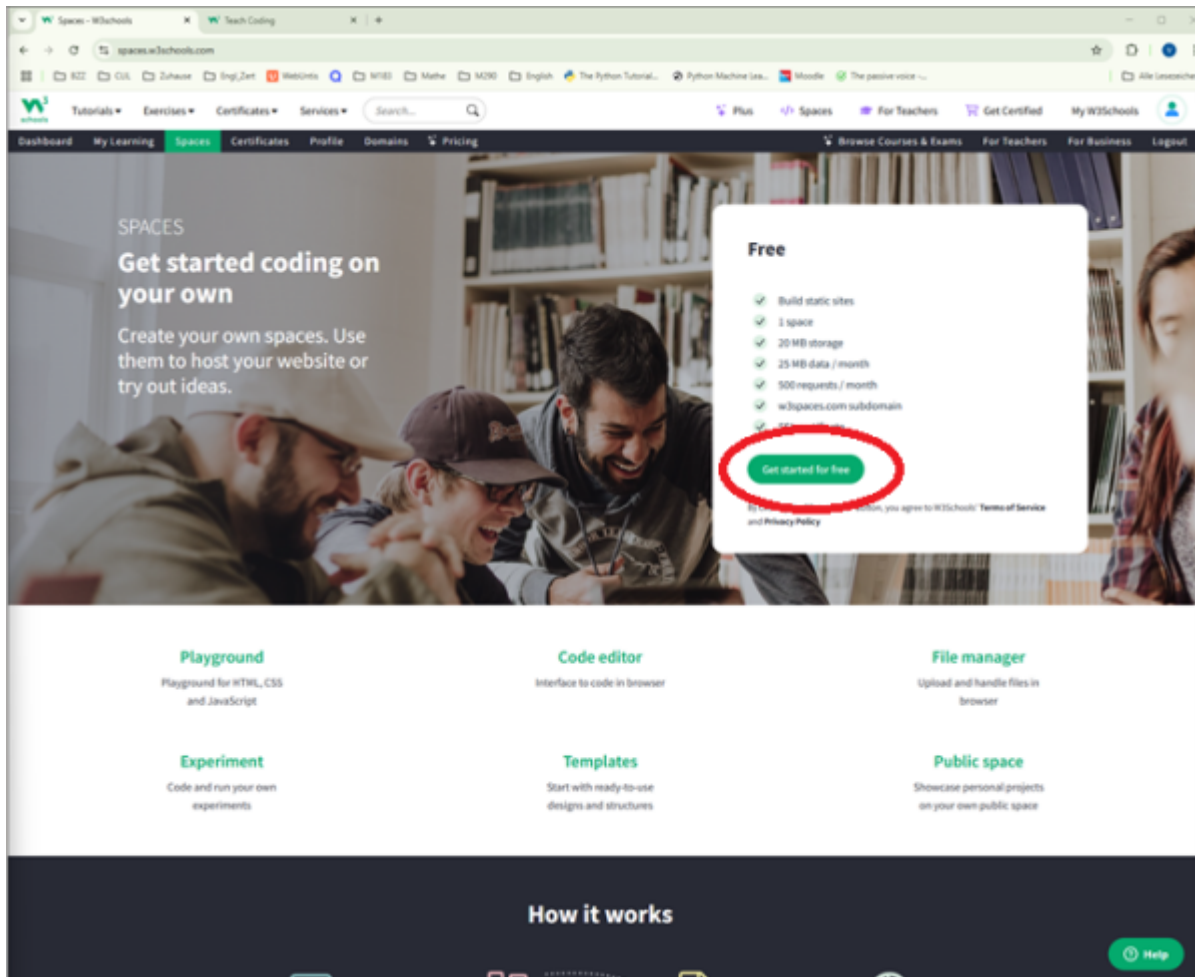 Spaces - W3schools
Teach Coding
spaces.w3schools.com
BZZ CUL Zuhause Engl_Zert WebUntis M183 Mathe M290 English The Python Tutorial... Python Machine Lea... Moodle The passive voice -... Alle Lesezeichen
schools Tutorials Exercises Certificates Services Search... Plus Spaces For Teachers Get Certified My W3Schools
Dashboard My Learning Spaces Certificates Profile Domains Pricing Browse Courses & Exams For Teachers For Business Logout
SPACES
Get started coding on
your own
Create your own spaces. Use
them to host your website or
try out ideas.
Free
Build static sites
1 space
20 MB storage
25 MB data / month
500 requests / month
w3spaces.com subdomain
Get started for free
you agree to W3Schools' Terms of Service
and Privacy Policy
Playground
Playground for HTML, CSS
and JavaScript
Code editor
Interface to code in browser
File manager
Upload and handle files in
browser
Experiment
Code and run your own
experiments
Templates
Start with ready-to-use
designs and structures
Public space
Showcase personal projects
on your own public space
How it works
Help